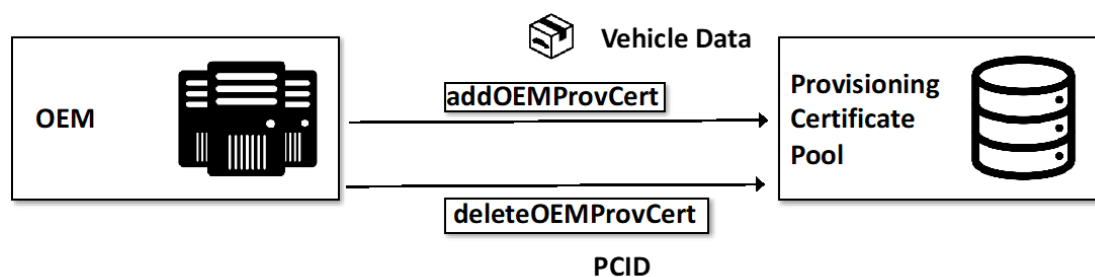 Vehicle Data
OEM
addOEMProvCert
Provisioning
Certificate
Pool
deleteOEMProvCert
PCID